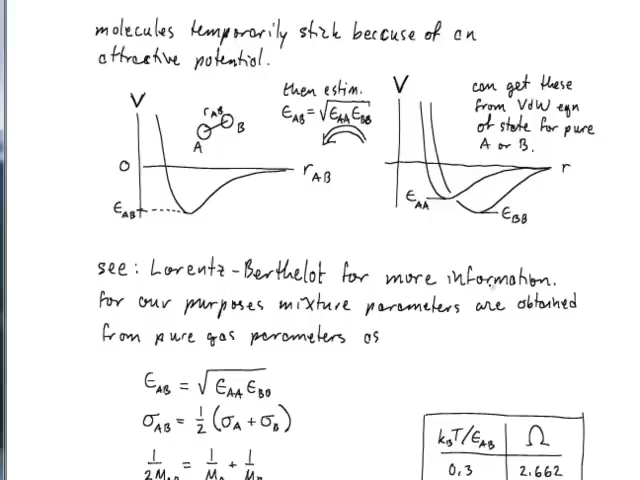 molecules temporarily stick because of an
attractive potential.
then estim.
ε_AB = √ε_AA ε_BB
can get these
from VdW eqn
of state for pure
A or B.
V
r_AB
B
A
0
r_AB
ε_AB
V
r
ε_AA
ε_BB
see: Lorentz-Berthelot for more information.
For our purposes mixture parameters are obtained
from pure gas parameters as
ε_AB = √ε_AA ε_BB
σ_AB = 1/2 (σ_A + σ_B)
k_BT/ε_AB Ω
0.3 2.662